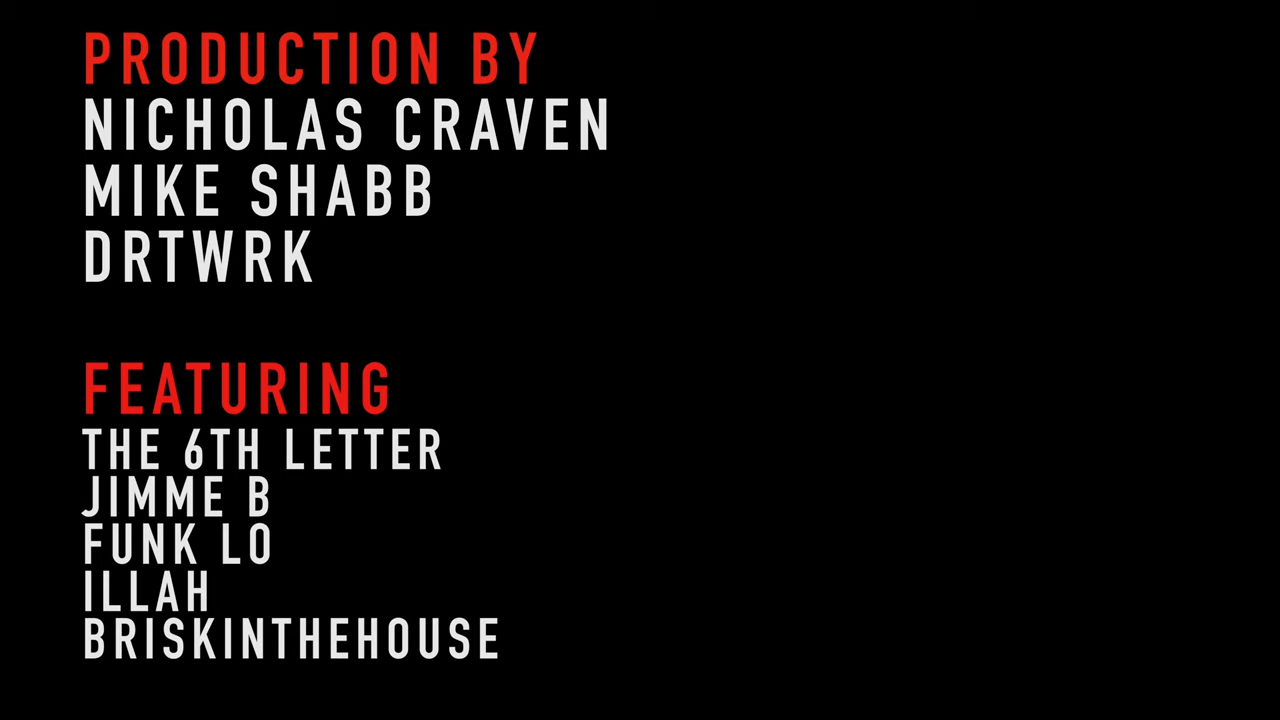 PRODUCTION BY
NICHOLAS CRAVEN
MIKE SHABB
DRTWRK
FEATURING
THE 6TH LETTER
JIMME B
FUNK LO
ILLAH
BRISKINTHEHOUSE